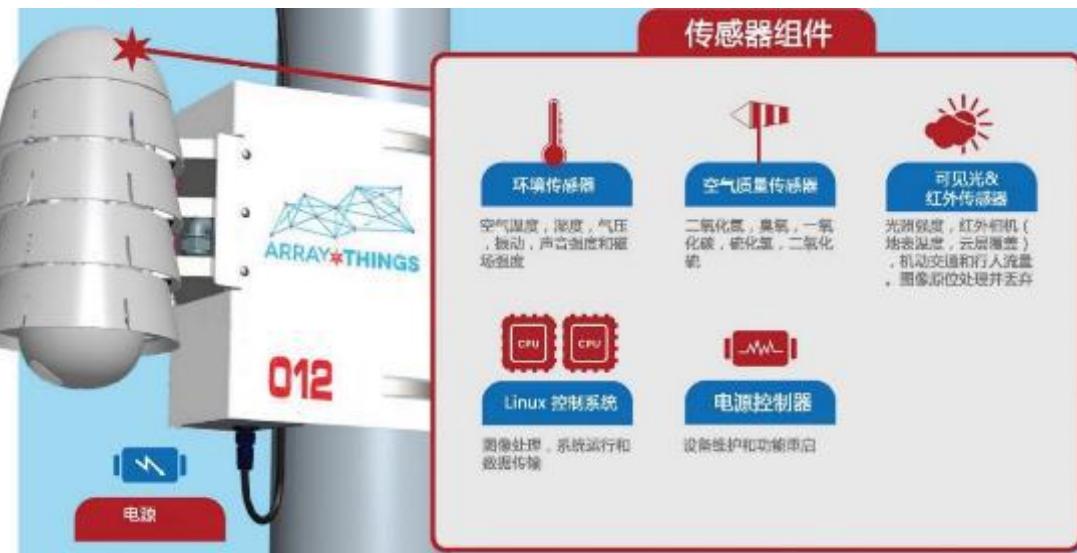 传感器组件
ARRAY✶THINGS
012
电源
环境传感器
空气温度，湿度，气压
，振动，声音强度和磁
场强度
空气质量传感器
二氧化氮，臭氧，一氧
化碳，硫化氢，二氧化
硫
可见光&
红外传感器
光照强度，红外相机（
地表温度，云层覆盖）
，机动交通和行人流量
。图像原位处理并丢弃
CPU
CPU
Linux 控制系统
图像处理，系统运行和
数据传输
电源控制器
设备维护和功能重启